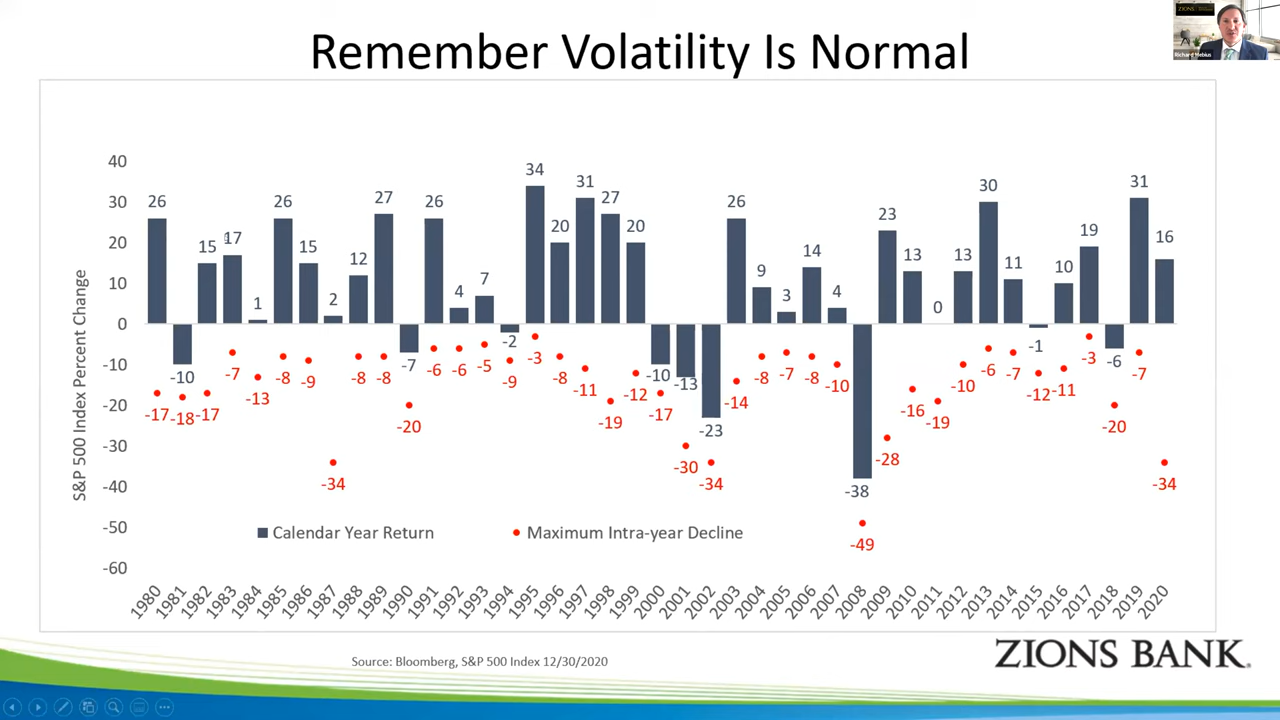 Remember Volatility Is Normal
Richard Mebius
S&P 500 Index Percent Change
40
30
20
10
0
-10
-20
-30
-40
-50
-60
26 -10 15 17 1 26 15 2 12 27 -7 26 4 7 -2 34 20 31 27 20 -10 -13 -23 26 9 3 14 4 -38 23 13 0 13 30 11 -1 10 19 -6 31 16
-17 -18 -17 -7 -13 -8 -9 -34 -8 -8 -20 -6 -6 -5 -9 -3 -8 -11 -19 -12 -17 -30 -34 -14 -8 -7 -8 -10 -49 -28 -16 -19 -10 -6 -7 -12 -11 -3 -20 -7 -34
Calendar Year Return
Maximum Intra-year Decline
1980 1981 1982 1983 1984 1985 1986 1987 1988 1989 1990 1991 1992 1993 1994 1995 1996 1997 1998 1999 2000 2001 2002 2003 2004 2005 2006 2007 2008 2009 2010 2011 2012 2013 2014 2015 2016 2017 2018 2019 2020
Source: Bloomberg, S&P 500 Index 12/30/2020
ZIONS BANK®
ZIONS